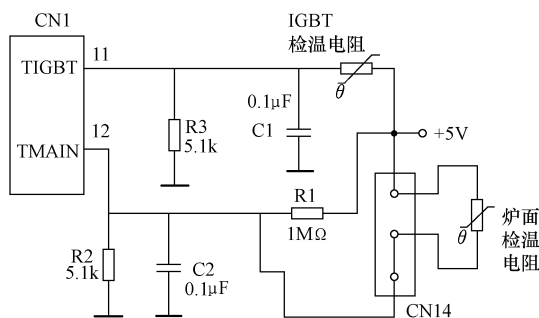 CN1
TIGBT
11
TMAIN
12
R3
5.1k
0.1μF
C1
IGBT
检温电阻
θ
+5V
R1
1MΩ
R2
5.1k
C2
0.1μF
CN14
θ
炉面
检温
电阻